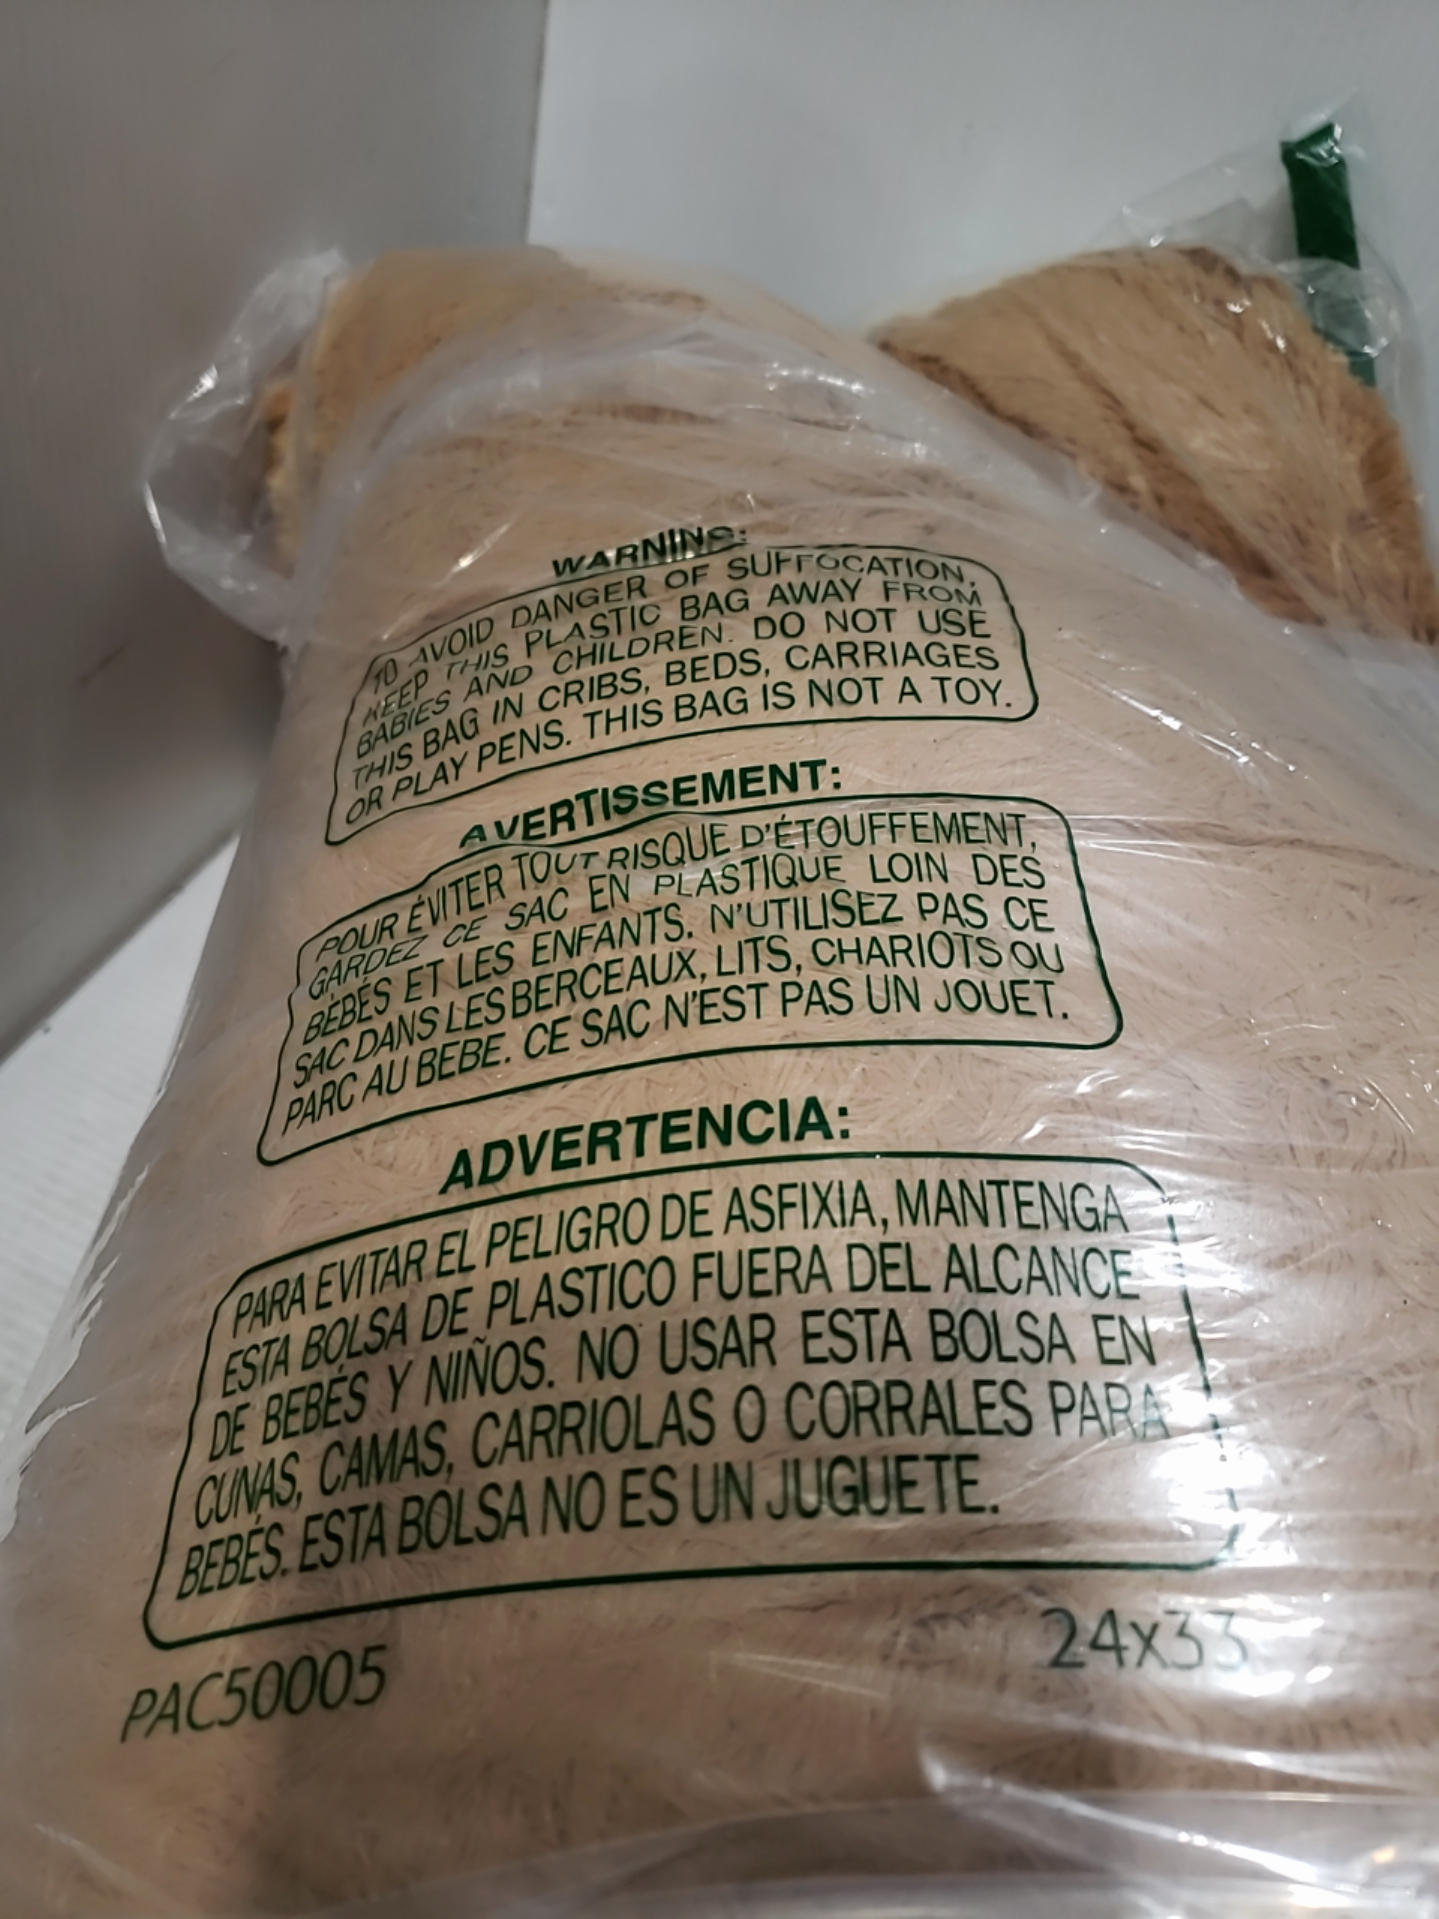 WARNING:
TO AVOID DANGER OF SUFFOCATION,
KEEP THIS PLASTIC BAG AWAY FROM
BABIES AND CHILDREN. DO NOT USE
THIS BAG IN CRIBS, BEDS, CARRIAGES
OR PLAY PENS. THIS BAG IS NOT A TOY.
AVERTISSEMENT:
POUR ÉVITER TOUT RISQUE D'ÉTOUFFEMENT,
GARDEZ CE SAC EN PLASTIQUE LOIN DES
BÉBÉS ET LES ENFANTS. N'UTILISEZ PAS CE
SAC DANS LES BERCEAUX, LITS, CHARIOTS OU
PARC AU BEBE. CE SAC N'EST PAS UN JOUET.
ADVERTENCIA:
PARA EVITAR EL PELIGRO DE ASFIXIA, MANTENGA
ESTA BOLSA DE PLASTICO FUERA DEL ALCANCE
DE BEBÉS Y NIÑOS. NO USAR ESTA BOLSA EN
CUNAS, CAMAS, CARRIOLAS O CORRALES PARA
BEBÉS. ESTA BOLSA NO ES UN JUGUETE.
PAC50005
24x33